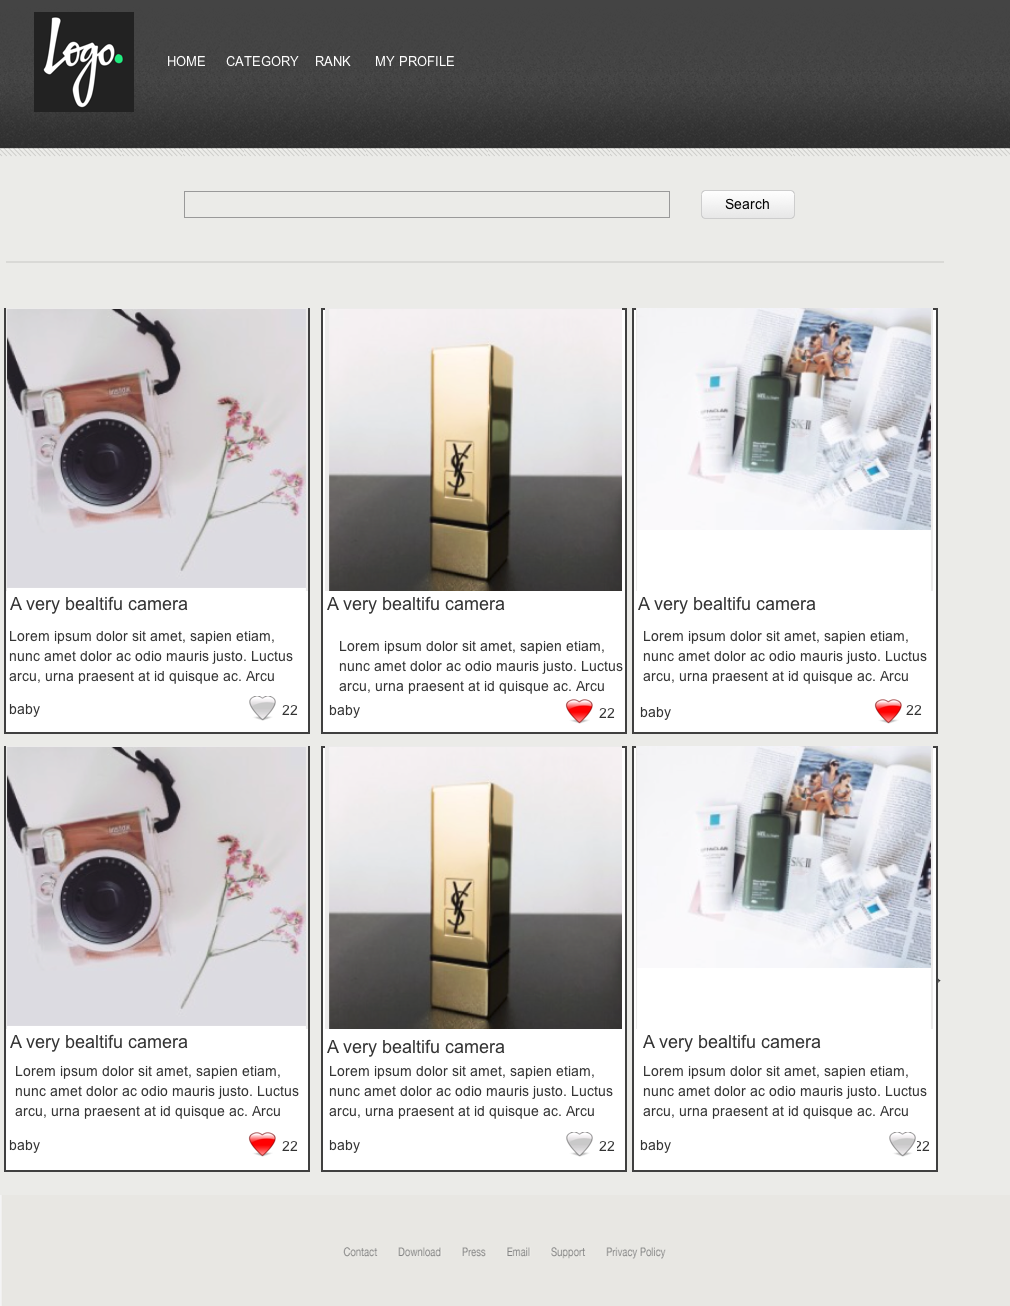 Logo.
HOME CATEGORY RANK MY PROFILE
Search
YSL
A very bealtifu camera
Lorem ipsum dolor sit amet, sapien etiam,
nunc amet dolor ac odio mauris justo. Luctus
arcu, urna praesent at id quisque ac. Arcu
baby 22
A very bealtifu camera
Lorem ipsum dolor sit amet, sapien etiam,
nunc amet dolor ac odio mauris justo. Luctus
arcu, urna praesent at id quisque ac. Arcu
baby 22
A very bealtifu camera
Lorem ipsum dolor sit amet, sapien etiam,
nunc amet dolor ac odio mauris justo. Luctus
arcu, urna praesent at id quisque ac. Arcu
baby 22
YSL
A very bealtifu camera
Lorem ipsum dolor sit amet, sapien etiam,
nunc amet dolor ac odio mauris justo. Luctus
arcu, urna praesent at id quisque ac. Arcu
baby 22
A very bealtifu camera
Lorem ipsum dolor sit amet, sapien etiam,
nunc amet dolor ac odio mauris justo. Luctus
arcu, urna praesent at id quisque ac. Arcu
baby 22
A very bealtifu camera
Lorem ipsum dolor sit amet, sapien etiam,
nunc amet dolor ac odio mauris justo. Luctus
arcu, urna praesent at id quisque ac. Arcu
baby 22
Contact Download Press Email Support Privacy Policy